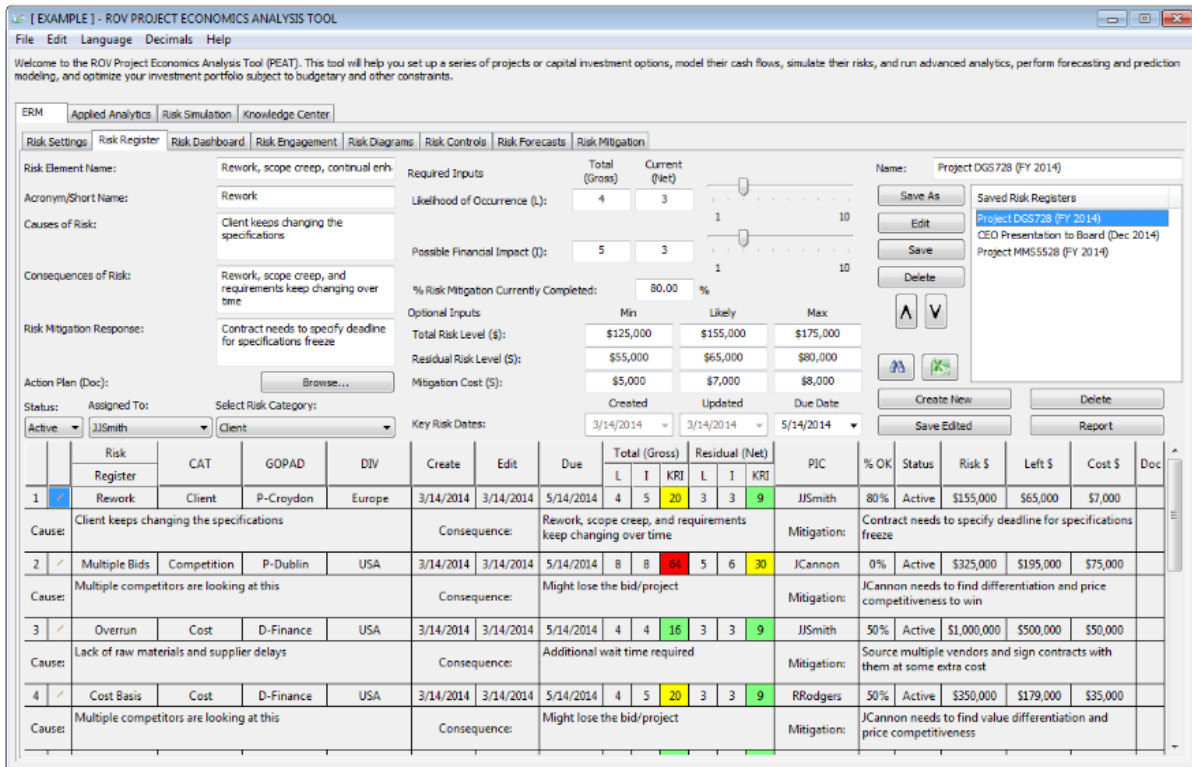 [ EXAMPLE ] - ROV PROJECT ECONOMICS ANALYSIS TOOL
File Edit Language Decimals Help
Welcome to the ROV Project Economics Analysis Tool (PEAT). This tool will help you set up a series of projects or capital investment options, model their cash flows, simulate their risks, and run advanced analytics, perform forecasting and prediction
modeling, and optimize your investment portfolio subject to budgetary and other constraints.
ERM Applied Analytics Risk Simulation Knowledge Center
Risk Settings Risk Register Risk Dashboard Risk Engagement Risk Diagrams Risk Controls Risk Forecasts Risk Mitigation
Risk Element Name: Rework, scope creep, continual enh
Acronym/Short Name: Rework
Causes of Risk: Client keeps changing the
specifications
Consequences of Risk: Rework, scope creep, and
requirements keep changing over
time
Risk Mitigation Response: Contract needs to specify deadline
for specifications freeze
Action Plan (Doc): Browse...
Status: Assigned To: Select Risk Category:
Active JJSmith Client
Required Inputs Total (Gross) Current (Net)
Likelihood of Occurrence (L): 4 3
1 10
Possible Financial Impact (I): 5 3
1 10
% Risk Mitigation Currently Completed: 80.00 %
Optional Inputs Min Likely Max
Total Risk Level ($): $125,000 $155,000 $175,000
Residual Risk Level (S): $55,000 $65,000 $80,000
Mitigation Cost (S): $5,000 $7,000 $8,000
Created Updated Due Date
Key Risk Dates: 3/14/2014 3/14/2014 5/14/2014
Name: Project DGS728 (FY 2014)
Save As
Edit
Save
Delete
Saved Risk Registers
Project DGS728 (FY 2014)
CEO Presentation to Board (Dec 2014)
Project MMS5528 (FY 2014)
Create New Delete
Save Edited Report
Risk Register CAT GOPAD DIV Create Edit Due Total (Gross) Residual (Net) PIC % OK Status Risk $ Left $ Cost $ Doc
L I KRI L I KRI
1 Rework Client P-Croydon Europe 3/14/2014 3/14/2014 5/14/2014 4 5 20 3 3 9 JJSmith 80% Active $155,000 $65,000 $7,000
Cause: Client keeps changing the specifications Consequence: Rework, scope creep, and requirements
keep changing over time Mitigation: Contract needs to specify deadline for specifications
freeze
2 Multiple Bids Competition P-Dublin USA 3/14/2014 3/14/2014 5/14/2014 8 8 64 5 6 30 JCannon 0% Active $325,000 $195,000 $75,000
Cause: Multiple competitors are looking at this Consequence: Might lose the bid/project Mitigation: JCannon needs to find differentiation and price
competitiveness to win
3 Overrun Cost D-Finance USA 3/14/2014 3/14/2014 5/14/2014 4 4 16 3 3 9 JJSmith 50% Active $1,000,000 $500,000 $50,000
Cause: Lack of raw materials and supplier delays Consequence: Additional wait time required Mitigation: Source multiple vendors and sign contracts with
them at some extra cost
4 Cost Basis Cost D-Finance USA 3/14/2014 3/14/2014 5/14/2014 4 5 20 3 3 9 RRodgers 50% Active $350,000 $179,000 $35,000
Cause: Multiple competitors are looking at this Consequence: Might lose the bid/project Mitigation: JCannon needs to find value differentiation and
price competitiveness